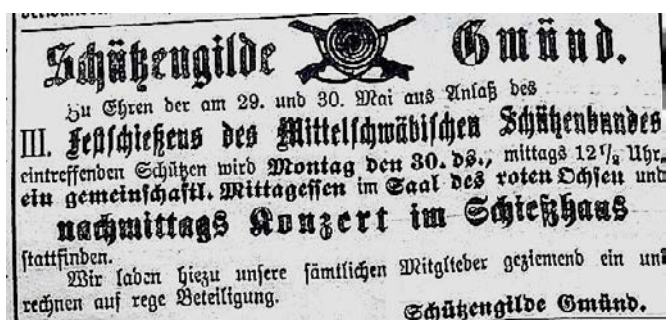 Schützengilde Gmünd.
Zu Ehren der am 29. und 30. Mai aus Anlaß des
III. Festschießens des Mittelschwäbischen Schützenbundes
eintreffenden Schützen wird Montag den 30. ds., mittags 12½ Uhr,
ein gemeinschaftl. Mittagessen im Saal des roten Ochsen und
nachmittags Konzert im Schießhaus
stattfinden.
Wir laden hiezu unsere sämtlichen Mitglieder geziemend ein und
rechnen auf rege Beteiligung.
Schützengilde Gmünd.